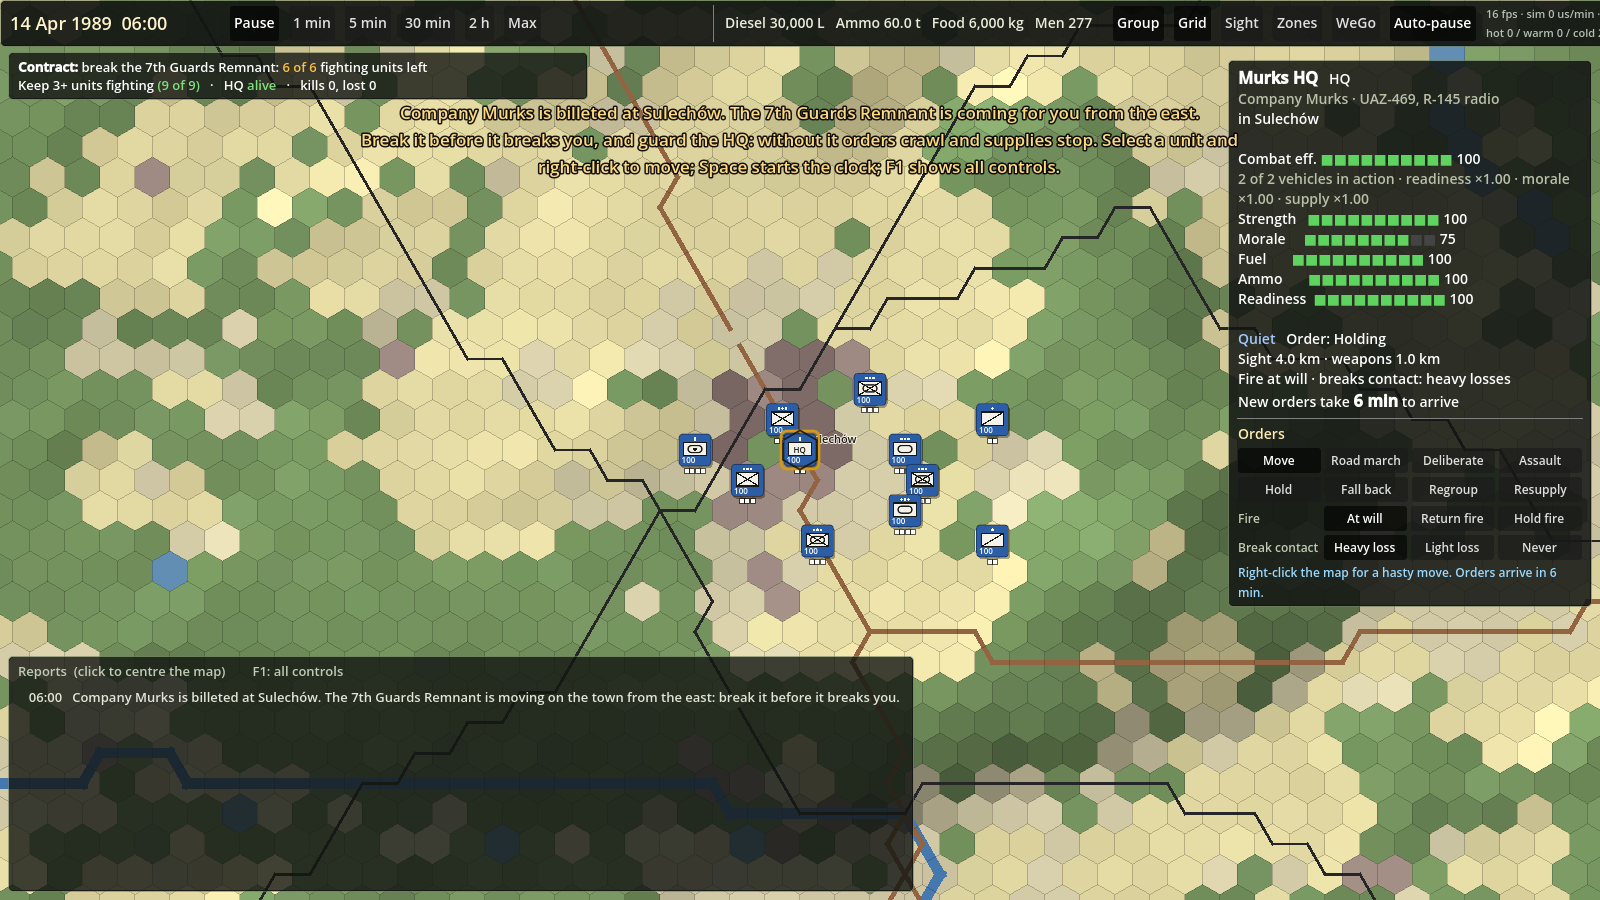 14 Apr 1989 06:00 Pause 1 min 5 min 30 min 2 h Max Diesel 30,000 L Ammo 60.0 t Food 6,000 kg Men 277 Group Grid Sight Zones WeGo Auto-pause
16 fps · sim 0 us/min ·
hot 0 / warm 0 / cold
Contract: break the 7th Guards Remnant: 6 of 6 fighting units left
Keep 3+ units fighting (9 of 9) · HQ alive · kills 0, lost 0
Company Murks is billeted at Sulechów. The 7th Guards Remnant is coming for you from the east.
Break it before it breaks you, and guard the HQ: without it orders crawl and supplies stop. Select a unit and
right-click to move; Space starts the clock; F1 shows all controls.
Murks HQ HQ
Company Murks · UAZ-469, R-145 radio
in Sulechów
Combat eff. 100
2 of 2 vehicles in action · readiness ×1.00 · morale
×1.00 · supply ×1.00
Strength 100
Morale 75
Fuel 100
Ammo 100
Readiness 100
Quiet Order: Holding
Sight 4.0 km · weapons 1.0 km
Fire at will · breaks contact: heavy losses
New orders take 6 min to arrive
Orders
Move Road march Deliberate Assault
Hold Fall back Regroup Resupply
Fire At will Return fire Hold fire
Break contact Heavy loss Light loss Never
Right-click the map for a hasty move. Orders arrive in 6
min.
100
100
100
lechów
100
HQ
100
100
100
100
100
100
100
Reports (click to centre the map) F1: all controls
06:00 Company Murks is billeted at Sulechów. The 7th Guards Remnant is moving on the town from the east: break it before it breaks you.